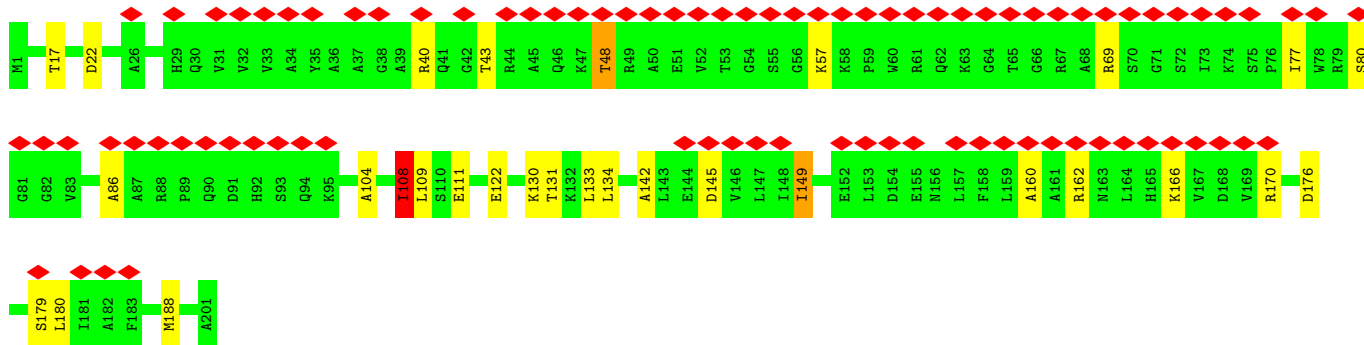 M1 T17 D22 A26 H29 Q30 V31 V32 V33 A34 Y35 A36 A37 G38 A39 R40 Q41 G42 T43 R44 A45 Q46 K47 T48 R49 A50 E51 V52 T53 G54 S55 G56 K57 K58 P59 W60 R61 Q62 K63 G64 T65 G66 R67 A68 R69 S70 G71 S72 I73 K74 S75 P76 I77 W78 R79 S80
G81 G82 V83 A86 A87 R88 P89 Q90 D91 H92 S93 Q94 K95 A104 I108 L109 S110 E111 E122 K130 T131 K132 L133 L134 A142 L143 E144 D145 V146 L147 I148 I149 E152 L153 D154 E155 N156 L157 F158 L159 A160 A161 R162 N163 L164 H165 K166 V167 D168 V169 R170 D176
S179 L180 I181 A182 F183 M188 A201